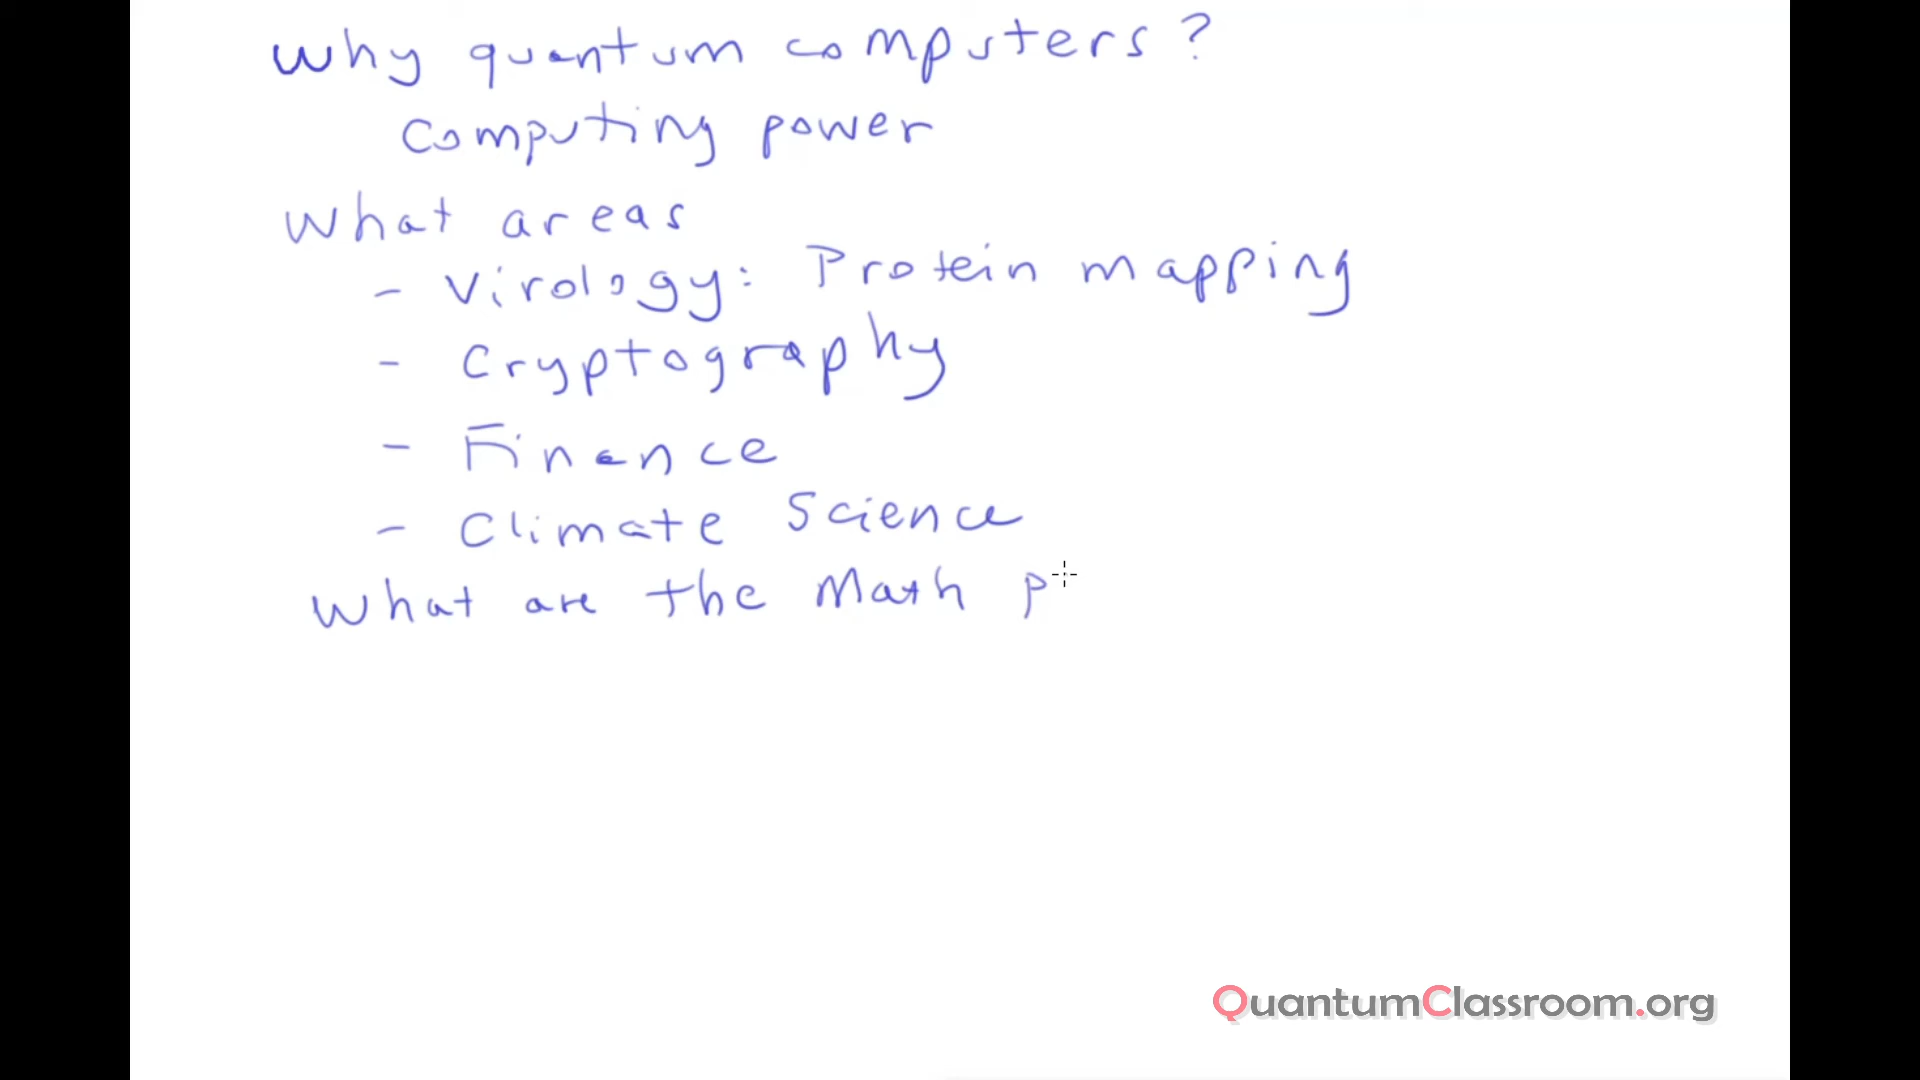 Why quantum computers?
Computing power
What areas
- Virology: Protein mapping
- Cryptography
- Finance
- Climate Science
What are the Math p
QuantumClassroom.org